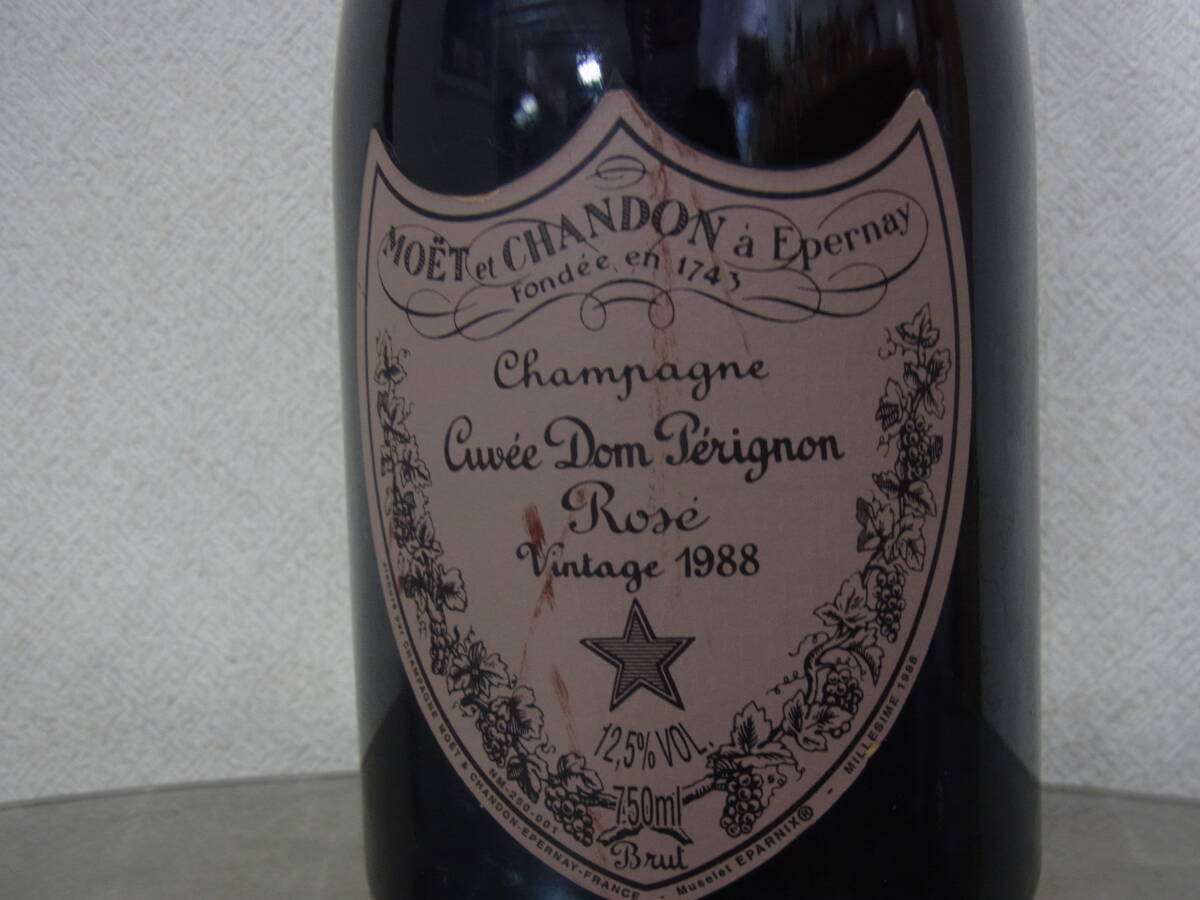 MOËT et CHANDON à Epernay
Fondée en 1743
Champagne
Cuvée Dom Pérignon
Rosé
Vintage 1988
12,5% VOL.
750ml
Brut
par CHAMPAGNE MOËT & CHANDON-EPERNAY-FRANCE - Muselet EPARNIX® - MILLESIME 1988
NM-250-001